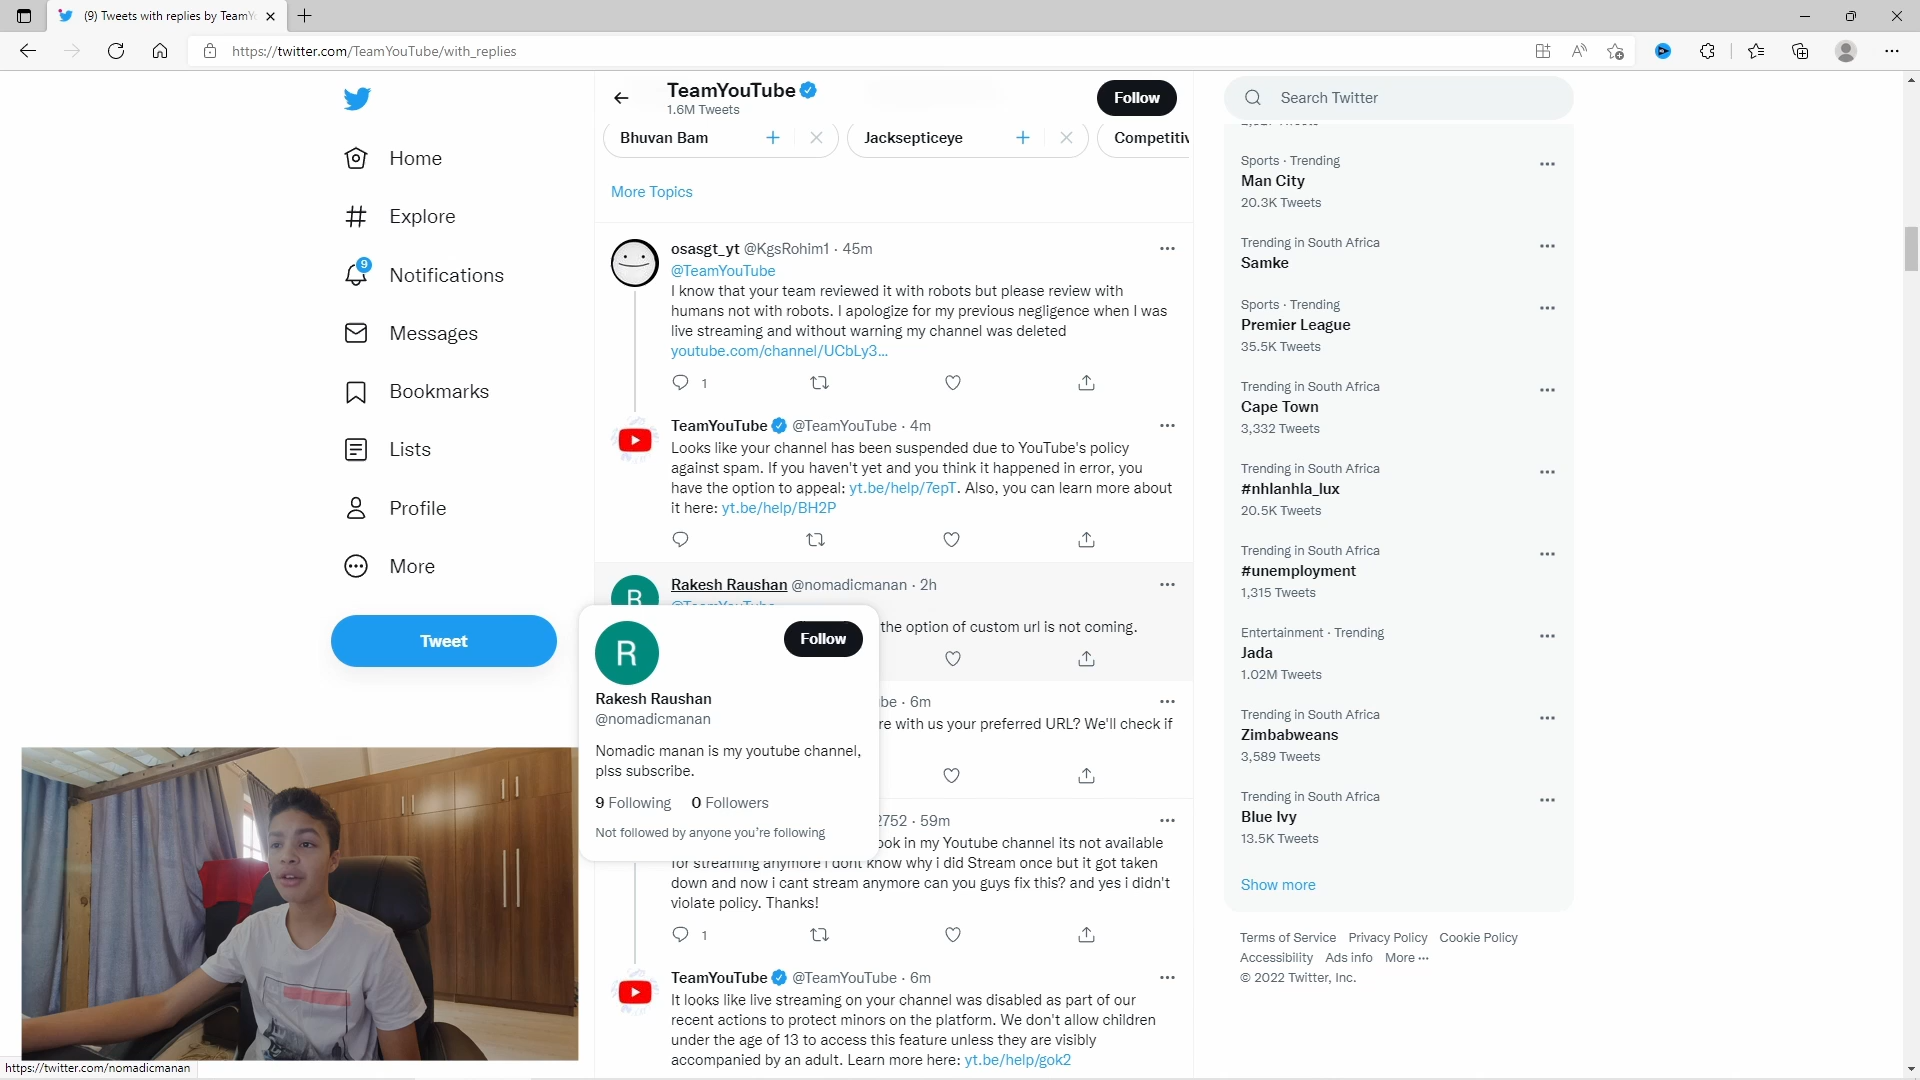 (9) Tweets with replies by TeamY
https://twitter.com/TeamYouTube/with_replies
Home
Explore
9
Notifications
Messages
Bookmarks
Lists
Profile
More
Tweet
TeamYouTube
1.6M Tweets
Follow
Bhuvan Bam
Jacksepticeye
Competitiv
More Topics
osasgt_yt @KgsRohim1 · 45m
@TeamYouTube
I know that your team reviewed it with robots but please review with
humans not with robots. I apologize for my previous negligence when I was
live streaming and without warning my channel was deleted
youtube.com/channel/UCbLy3...
1
TeamYouTube @TeamYouTube · 4m
Looks like your channel has been suspended due to YouTube's policy
against spam. If you haven't yet and you think it happened in error, you
have the option to appeal: yt.be/help/7epT. Also, you can learn more about
it here: yt.be/help/BH2P
R
Rakesh Raushan @nomadicmanan · 2h
@TeamYouTube
the option of custom url is not coming.
R
Follow
Rakesh Raushan
@nomadicmanan
Nomadic manan is my youtube channel,
plss subscribe.
9 Following 0 Followers
Not followed by anyone you're following
be · 6m
re with us your preferred URL? We'll check if
2752 · 59m
ook in my Youtube channel its not available
for streaming anymore i dont know why i did Stream once but it got taken
down and now i cant stream anymore can you guys fix this? and yes i didn't
violate policy. Thanks!
1
TeamYouTube @TeamYouTube · 6m
It looks like live streaming on your channel was disabled as part of our
recent actions to protect minors on the platform. We don't allow children
under the age of 13 to access this feature unless they are visibly
accompanied by an adult. Learn more here: yt.be/help/gok2
Search Twitter
Sports · Trending
Man City
20.3K Tweets
Trending in South Africa
Samke
Sports · Trending
Premier League
35.5K Tweets
Trending in South Africa
Cape Town
3,332 Tweets
Trending in South Africa
#nhlanhla_lux
20.5K Tweets
Trending in South Africa
#unemployment
1,315 Tweets
Entertainment · Trending
Jada
1.02M Tweets
Trending in South Africa
Zimbabweans
3,589 Tweets
Trending in South Africa
Blue Ivy
13.5K Tweets
Show more
Terms of Service Privacy Policy Cookie Policy
Accessibility Ads info More ···
© 2022 Twitter, Inc.
https://twitter.com/nomadicmanan